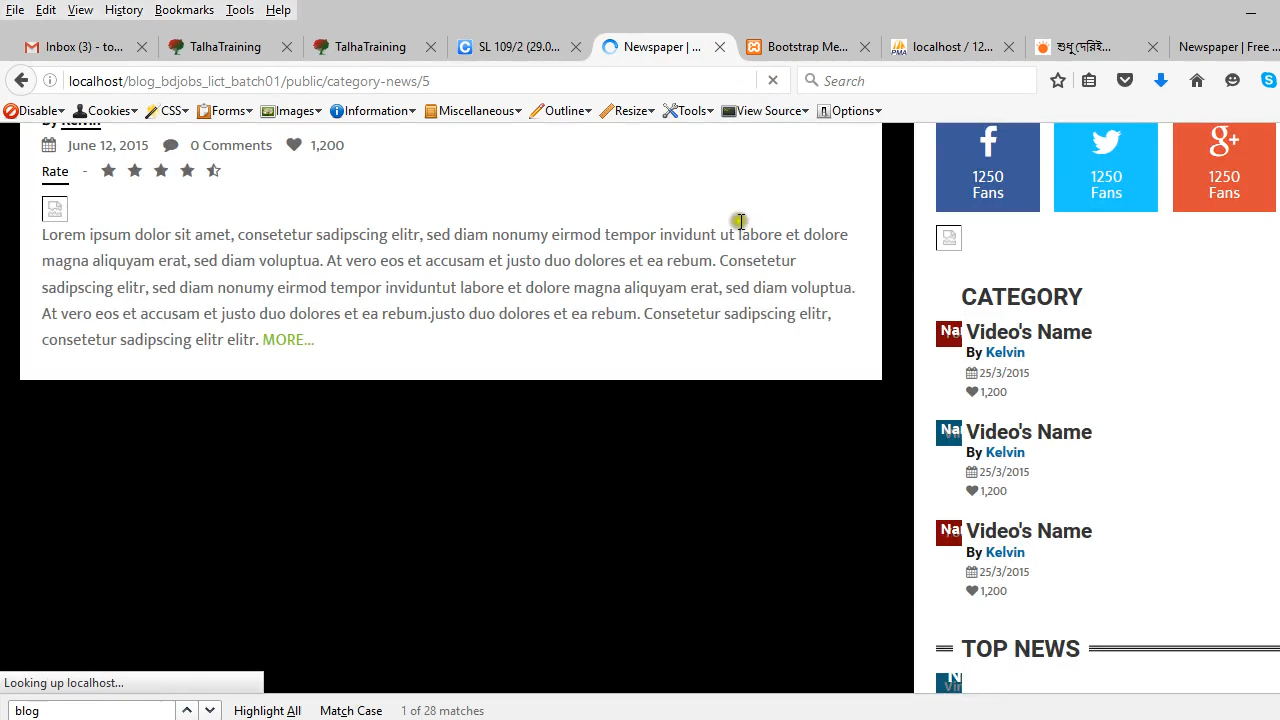 File Edit View History Bookmarks Tools Help
Inbox (3) - to... TalhaTraining TalhaTraining SL 109/2 (29.0... Newspaper | ... Bootstrap Me... localhost / 12... শুধু দেরিই... Newspaper | Free ...
localhost/blog_bdjobs_lict_batch01/public/category-news/5 Search
Disable Cookies CSS Forms Images Information Miscellaneous Outline Resize Tools View Source Options
By Kelvin
June 12, 2015 0 Comments 1,200
Rate -
Lorem ipsum dolor sit amet, consetetur sadipscing elitr, sed diam nonumy eirmod tempor invidunt ut labore et dolore
magna aliquyam erat, sed diam voluptua. At vero eos et accusam et justo duo dolores et ea rebum. Consetetur
sadipscing elitr, sed diam nonumy eirmod tempor inviduntut labore et dolore magna aliquyam erat, sed diam voluptua.
At vero eos et accusam et justo duo dolores et ea rebum.justo duo dolores et ea rebum. Consetetur sadipscing elitr,
consetetur sadipscing elitr elitr. MORE...
f
1250
Fans
1250
Fans
g+
1250
Fans
CATEGORY
Nar Video's Name
By Kelvin
25/3/2015
1,200
Nar Video's Name
By Kelvin
25/3/2015
1,200
Nar Video's Name
By Kelvin
25/3/2015
1,200
TOP NEWS
Looking up localhost...
blog Highlight All Match Case 1 of 28 matches